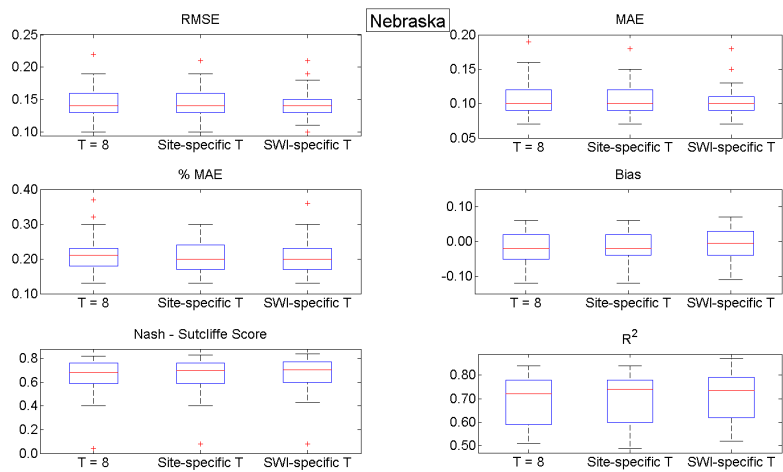 Nebraska
RMSE
0.25
0.20
0.15
0.10
T = 8
Site-specific T
SWI-specific T
MAE
0.20
0.15
0.10
0.05
T = 8
Site-specific T
SWI-specific T
% MAE
0.40
0.30
0.20
0.10
T = 8
Site-specific T
SWI-specific T
Bias
0.10
0.00
-0.10
T = 8
Site-specific T
SWI-specific T
Nash - Sutcliffe Score
0.8
0.6
0.4
0.2
0.0
T = 8
Site-specific T
SWI-specific T
R²
0.80
0.70
0.60
0.50
T = 8
Site-specific T
SWI-specific T